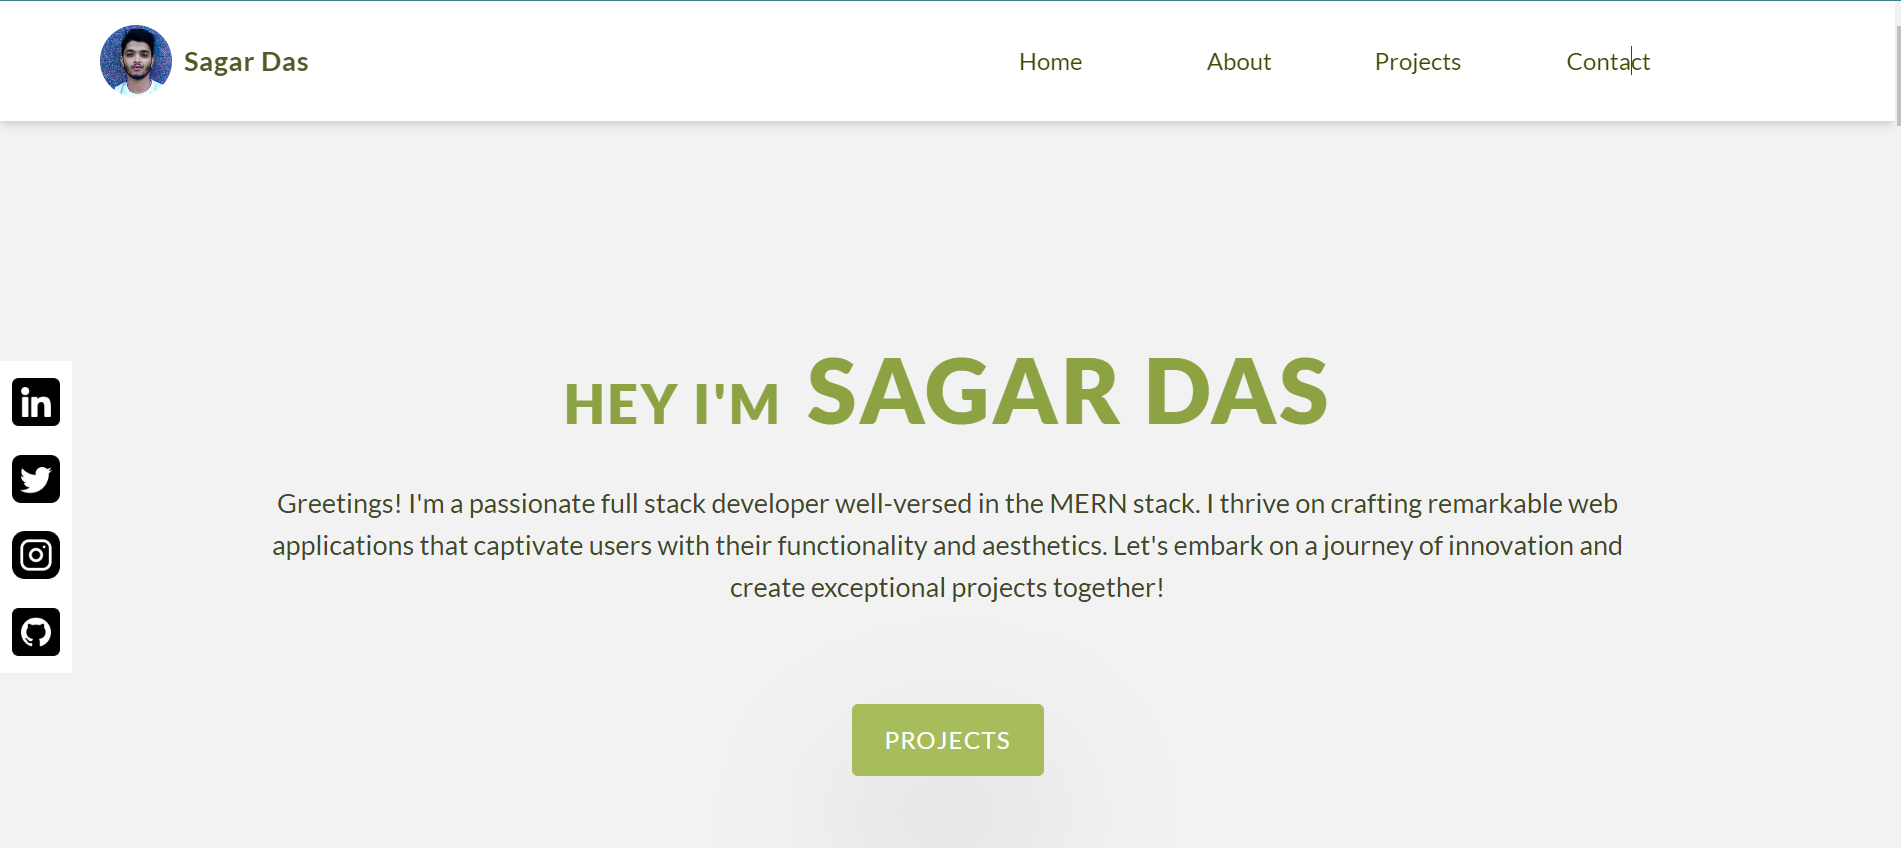 Sagar Das
Home About Projects Contact
HEY I'M SAGAR DAS
Greetings! I'm a passionate full stack developer well-versed in the MERN stack. I thrive on crafting remarkable web
applications that captivate users with their functionality and aesthetics. Let's embark on a journey of innovation and
create exceptional projects together!
in
PROJECTS